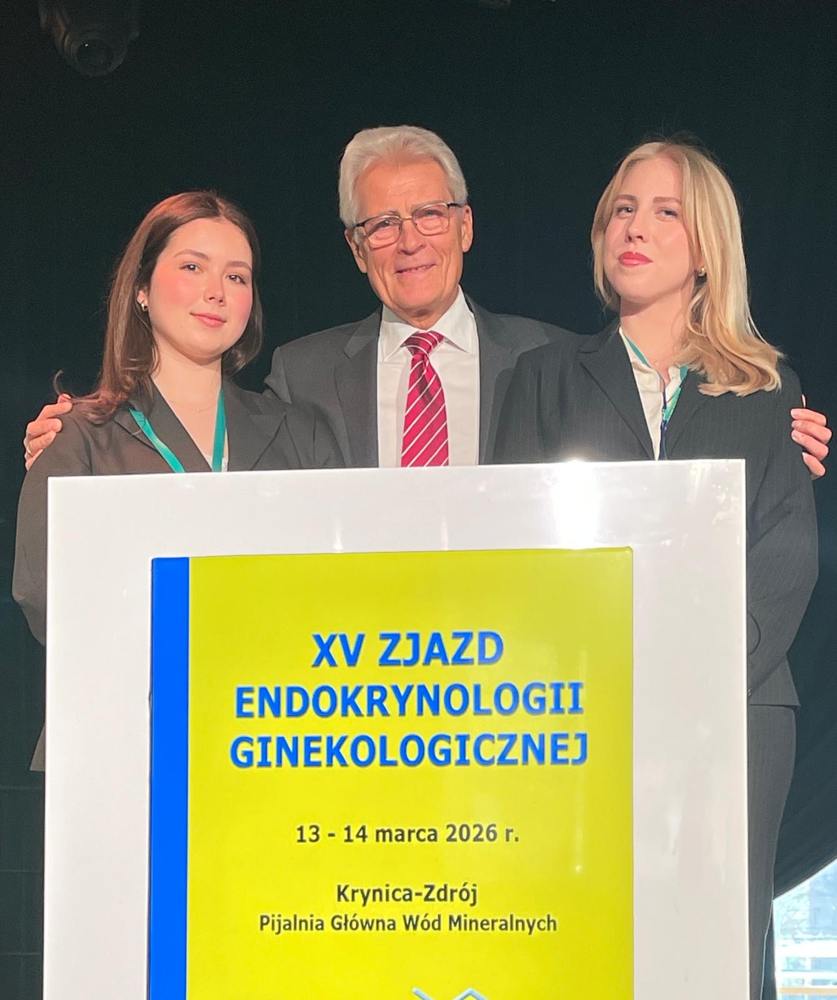 XV ZJAZD
ENDOKRYNOLOGII
GINEKOLOGICZNEJ
13 - 14 marca 2026 r.
Krynica-Zdrój
Pijalnia Główna Wód Mineralnych